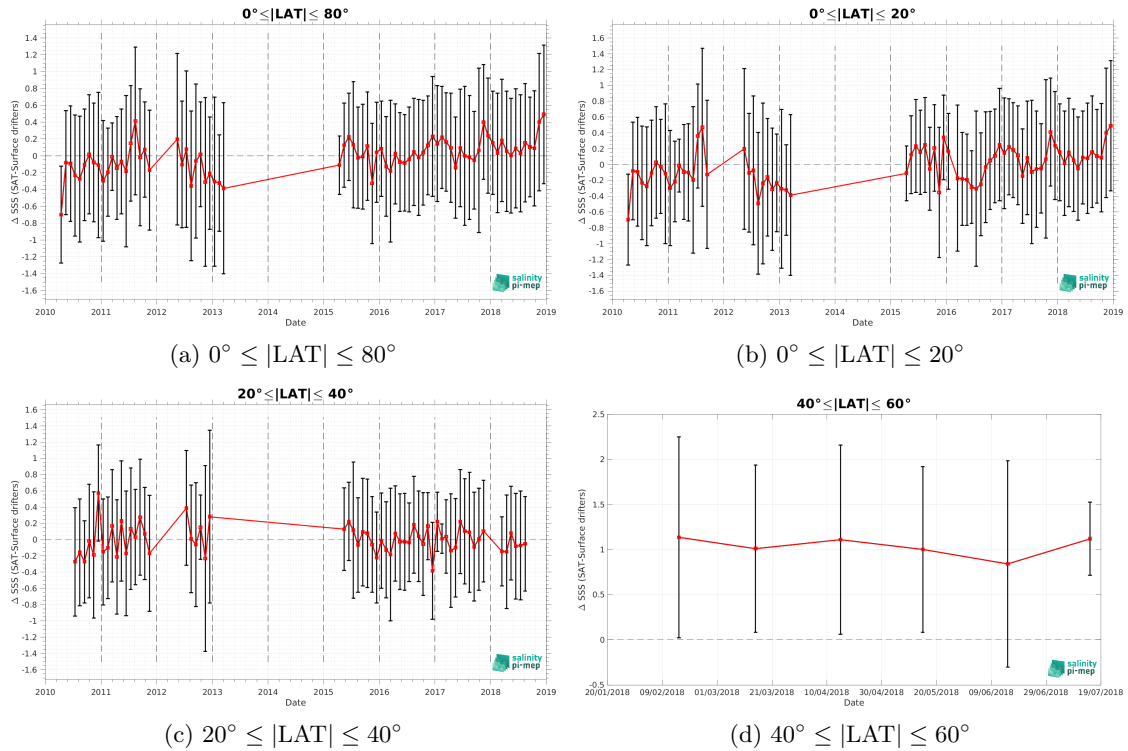 0°≤|LAT|≤ 80°
1.4
1.2
1
0.8
0.6
0.4
0.2
0
-0.2
-0.4
-0.6
-0.8
-1
-1.2
-1.4
-1.6
Δ SSS (SAT-Surface drifters)
2010 2011 2012 2013 2014 2015 2016 2017 2018 2019
Date
salinity
pi-mep
(a) 0° ≤ |LAT| ≤ 80°
0°≤|LAT|≤ 20°
1.6
1.4
1.2
1
0.8
0.6
0.4
0.2
0
-0.2
-0.4
-0.6
-0.8
-1
-1.2
-1.4
-1.6
Δ SSS (SAT-Surface drifters)
2010 2011 2012 2013 2014 2015 2016 2017 2018 2019
Date
salinity
pi-mep
(b) 0° ≤ |LAT| ≤ 20°
20°≤|LAT|≤ 40°
1.6
1.4
1.2
1
0.8
0.6
0.4
0.2
0
-0.2
-0.4
-0.6
-0.8
-1
-1.2
-1.4
-1.6
Δ SSS (SAT-Surface drifters)
2010 2011 2012 2013 2014 2015 2016 2017 2018 2019
Date
salinity
pi-mep
(c) 20° ≤ |LAT| ≤ 40°
40°≤|LAT|≤ 60°
2.5
2
1.5
1
0.5
0
-0.5
Δ SSS (SAT-Surface drifters)
20/01/2018 09/02/2018 01/03/2018 21/03/2018 10/04/2018 30/04/2018 20/05/2018 09/06/2018 29/06/2018 19/07/2018
Date
salinity
pi-mep
(d) 40° ≤ |LAT| ≤ 60°